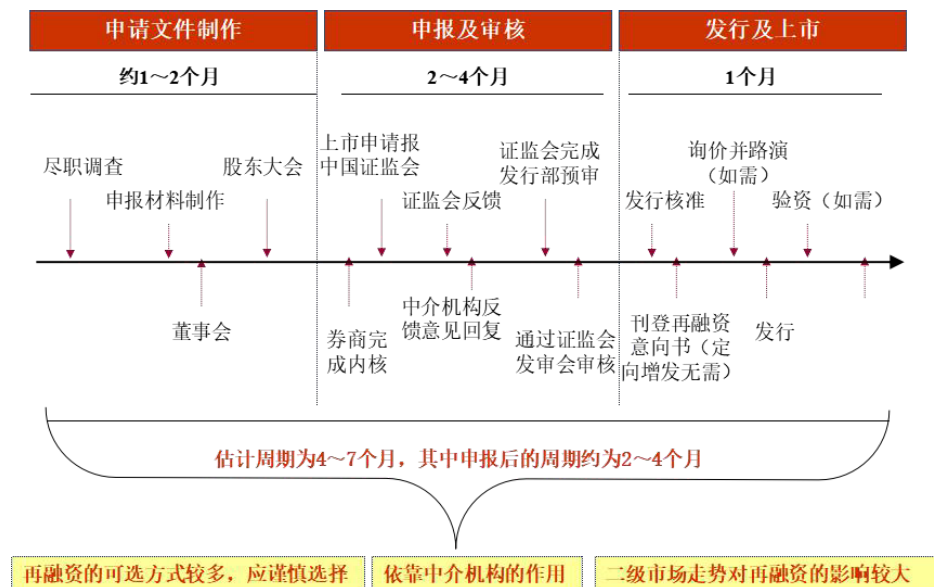 申请文件制作
申报及审核
发行及上市
约1～2个月
2～4个月
1个月
尽职调查
申报材料制作
股东大会
上市申请报
中国证监会
证监会反馈
证监会完成
发行部预审
发行核准
询价并路演
（如需）
验资（如需）
董事会
券商完
成内核
中介机构反
馈意见回复
通过证监会
发审会审核
刊登再融资
意向书（定
向增发无需）
发行
估计周期为4～7个月，其中申报后的周期约为2～4个月
再融资的可选方式较多，应谨慎选择
依靠中介机构的作用
二级市场走势对再融资的影响较大